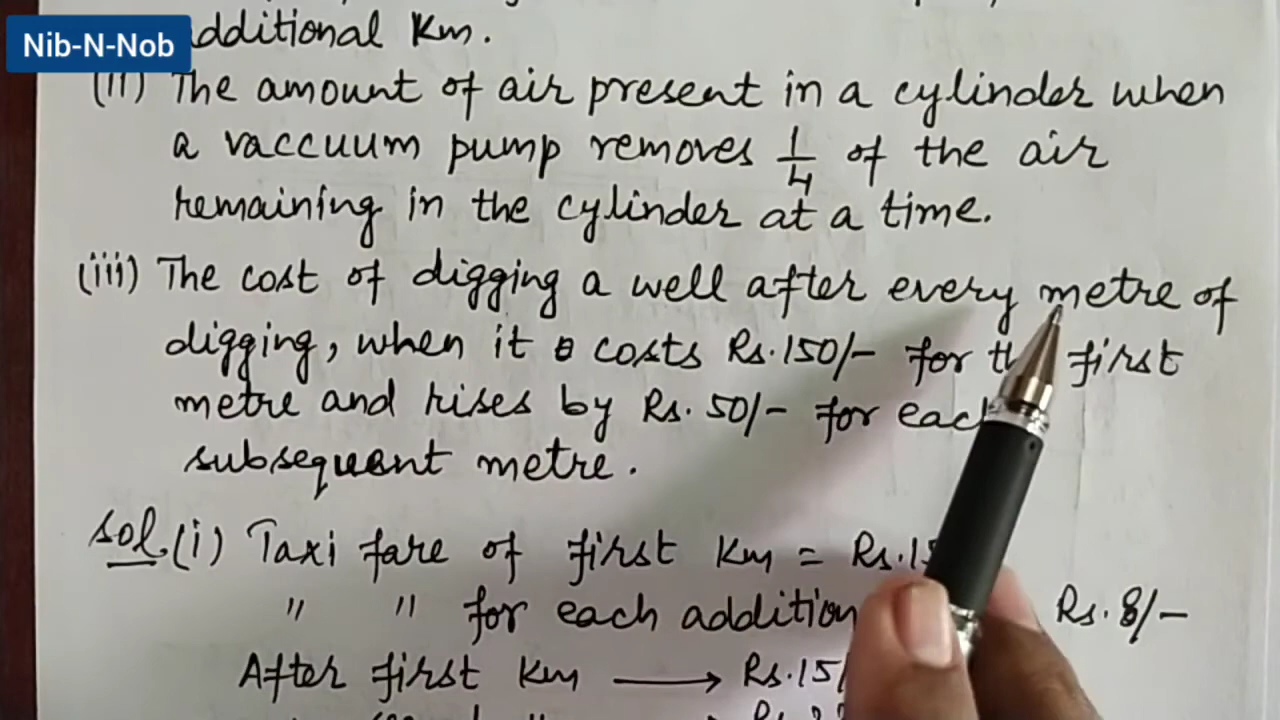 Nib-N-Nob
additional Km.
(ii) The amount of air present in a cylinder when
a vaccuum pump removes 1/4 of the air
remaining in the cylinder at a time.
(iii) The cost of digging a well after every metre of
digging, when it costs Rs.150/- for the first
metre and rises by Rs. 50/- for each
subsequent metre.
Sol.(i) Taxi fare of first Km = Rs.15
" " for each addition Rs. 8/-
After first Km → Rs.15/